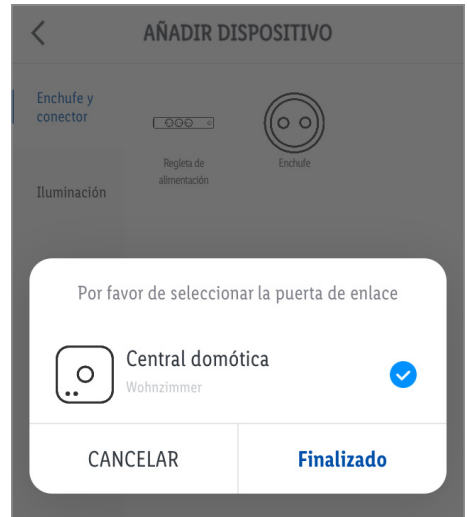 AÑADIR DISPOSITIVO
Enchufe y
conector
Regleta de
alimentación
Enchufe
Iluminación
Por favor de seleccionar la puerta de enlace
Central domótica
Wohnzimmer
CANCELAR
Finalizado